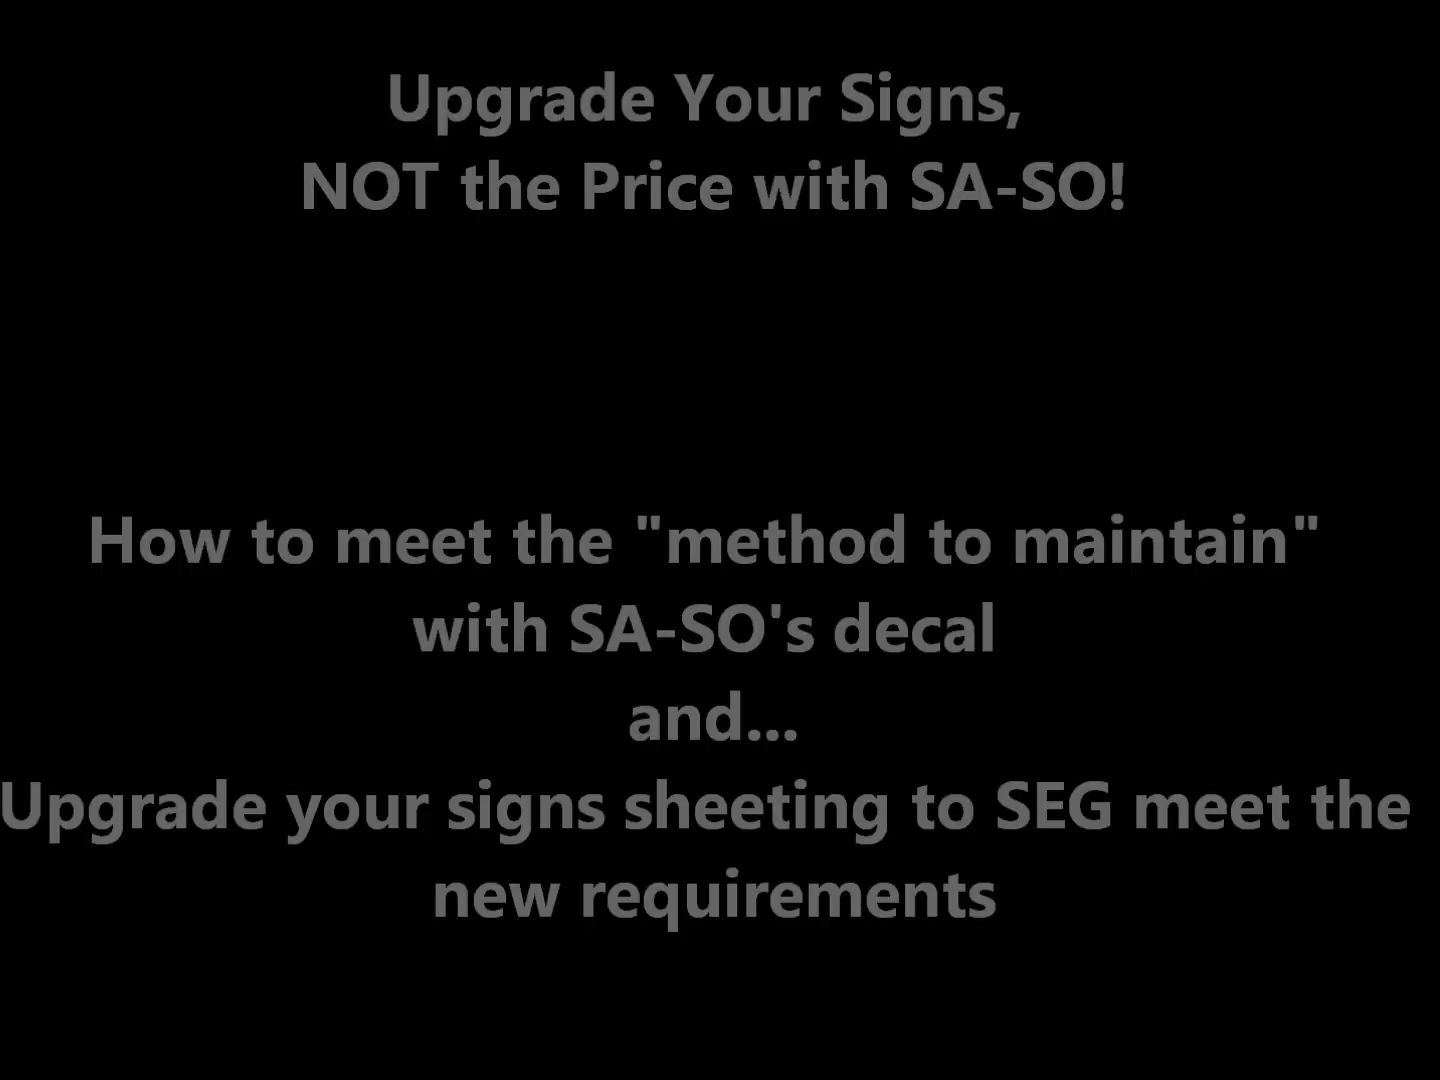 Upgrade Your Signs,
NOT the Price with SA-SO!
How to meet the "method to maintain"
with SA-SO's decal
and...
Upgrade your signs sheeting to SEG meet the
new requirements